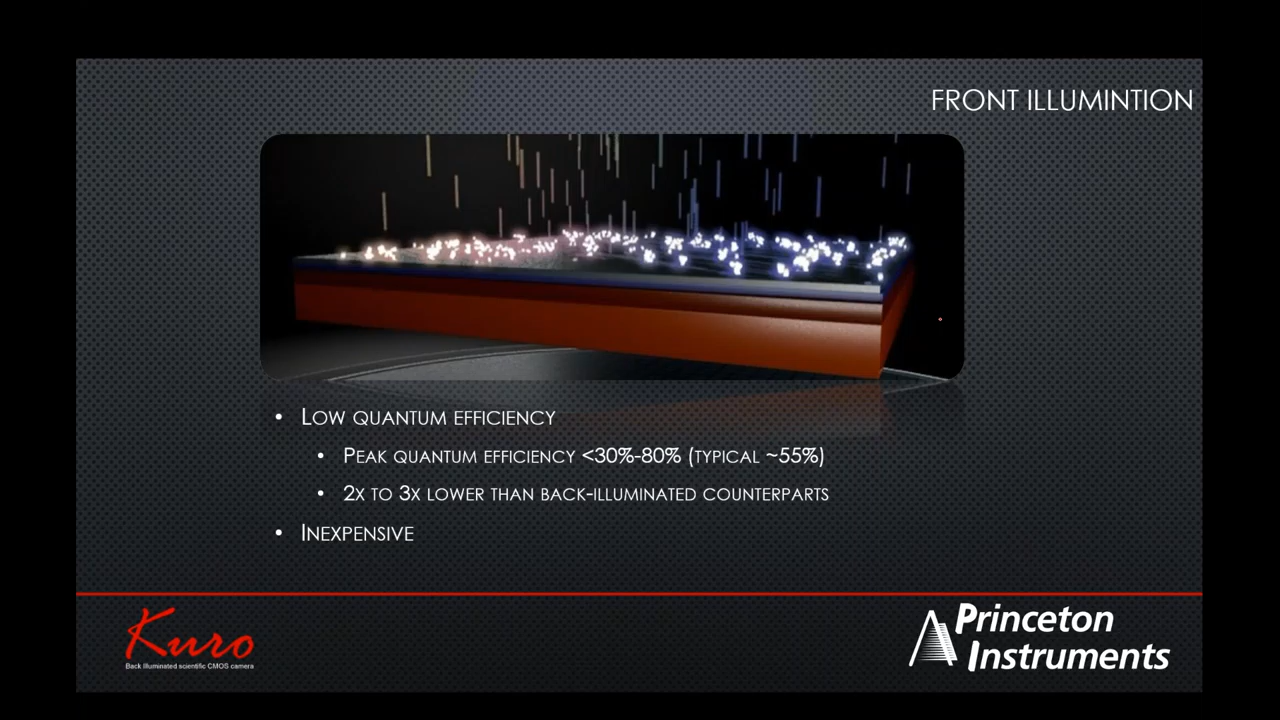 FRONT ILLUMINTION
• LOW QUANTUM EFFICIENCY
• PEAK QUANTUM EFFICIENCY <30%-80% (TYPICAL ~55%)
• 2X TO 3X LOWER THAN BACK-ILLUMINATED COUNTERPARTS
• INEXPENSIVE
Kuro
Back Illuminated scientific CMOS camera
Princeton
Instruments